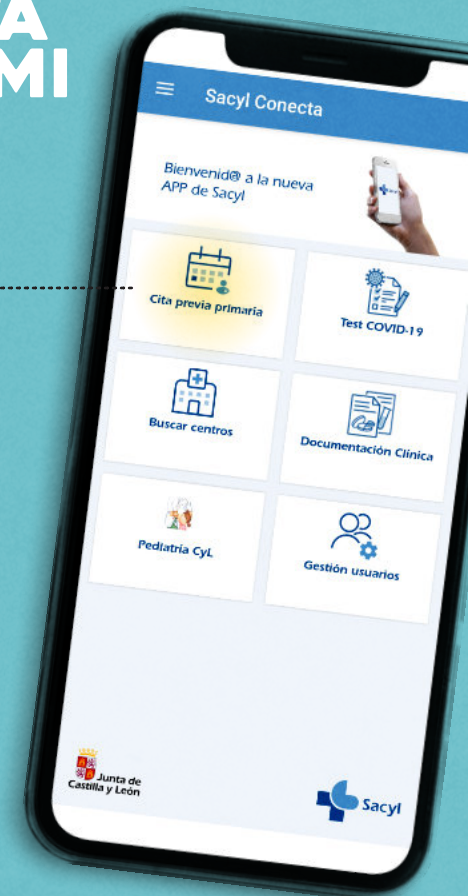 A
MI
Sacyl Conecta
Bienvenid@ a la nueva
APP de Sacyl
Cita previa primaria
Test COVID-19
Buscar centros
Documentación Clínica
Pediatria CyL
Gestión usuarios
Junta de
Castilla y León
Sacyl